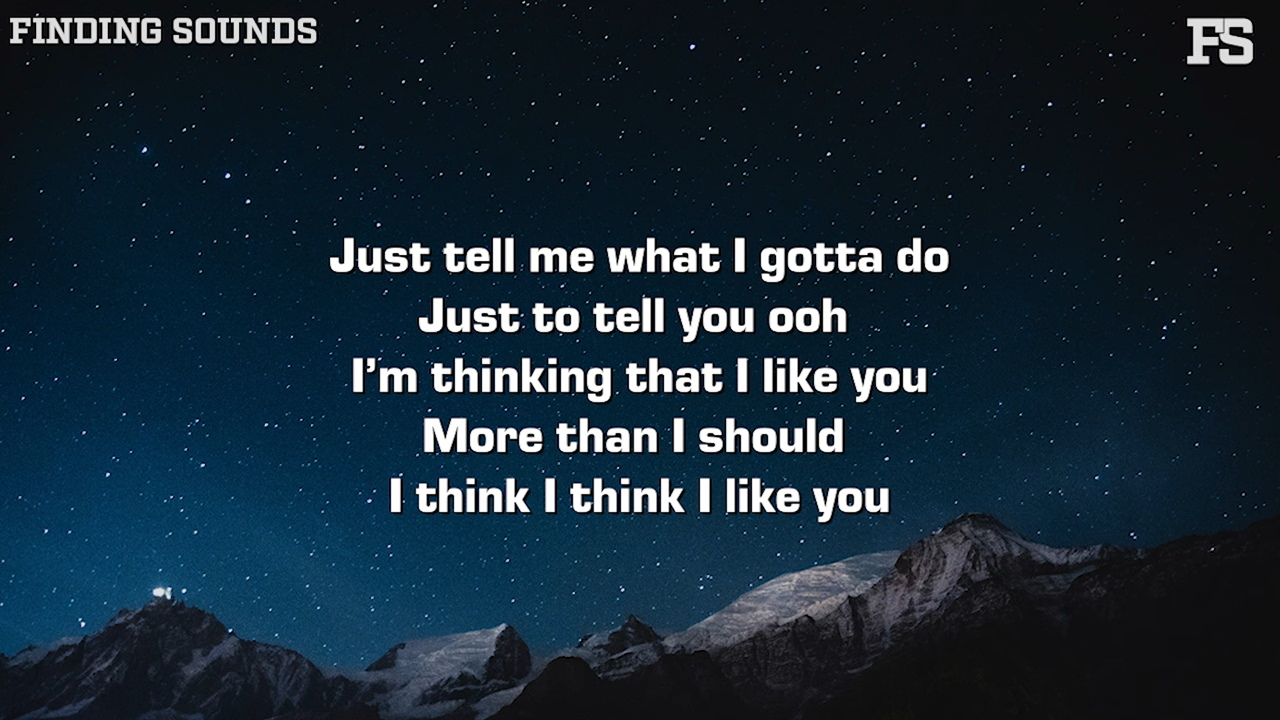 FINDING SOUNDS
FS
Just tell me what I gotta do
Just to tell you ooh
I’m thinking that I like you
More than I should
I think I think I like you